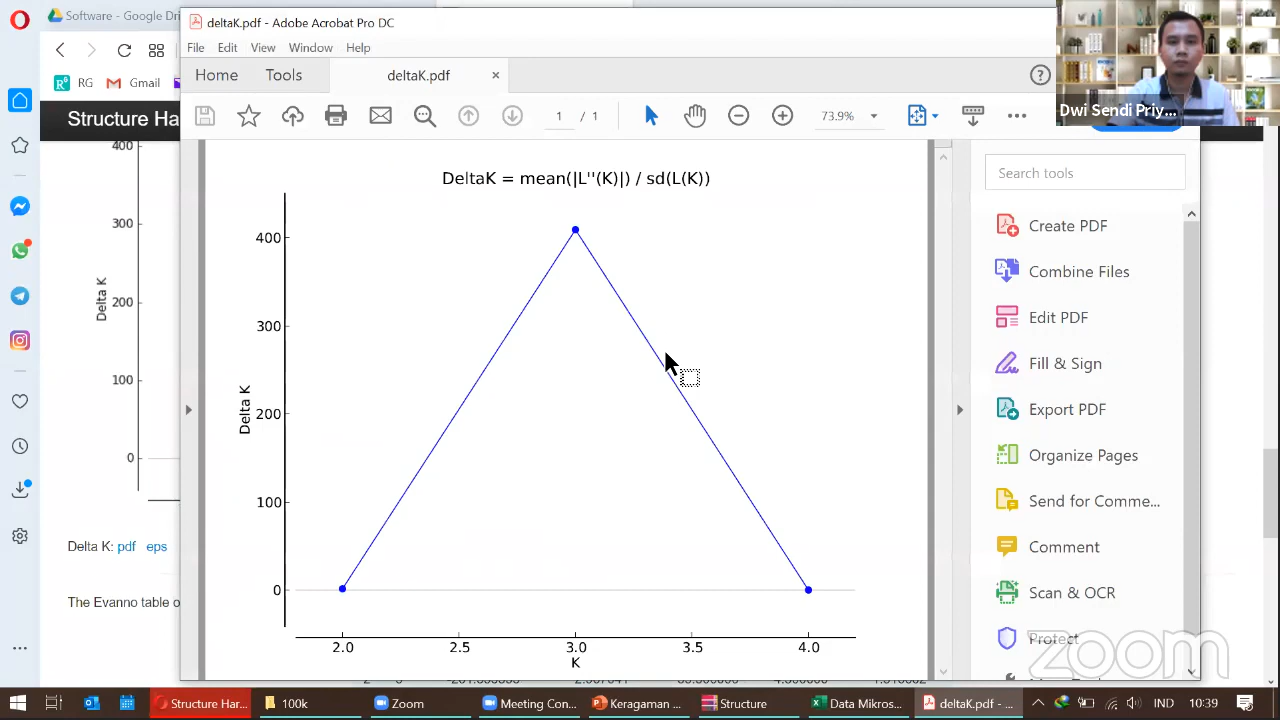 Software - Google Dri
deltaK.pdf - Adobe Acrobat Pro DC
File Edit View Window Help
RG Gmail
Home Tools deltaK.pdf ×
Structure Ha
1 / 1 73.9%
Dwi Sendi Priy...
Search tools
400
300
Delta K
200
100
0
DeltaK = mean(|L''(K)|) / sd(L(K))
400
300
200
100
0
Delta K
2.0 2.5 3.0 3.5 4.0
K
Create PDF
Combine Files
Edit PDF
Fill & Sign
Export PDF
Organize Pages
Send for Comme...
Comment
Scan & OCR
Protect
Delta K: pdf eps
The Evanno table o
zoom
Structure Har... 100k Zoom Meeting Con... Keragaman ... Structure Data Mikros... deltaK.pdf - ... IND 10:39